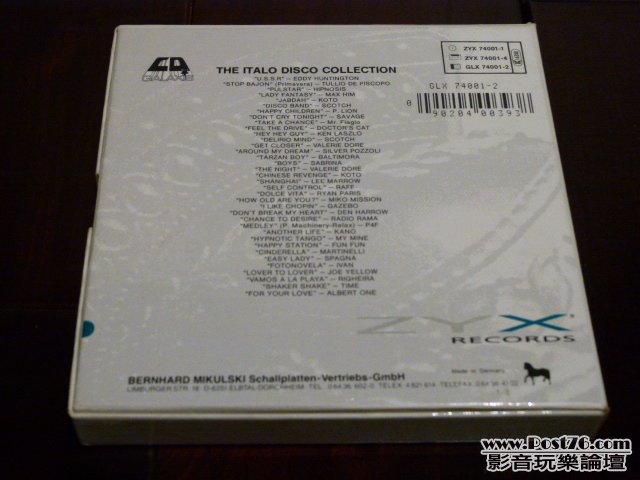 CD
GALAXIE
THE ITALO DISCO COLLECTION
ZYX 74001-1
ZYX 74001-4
GLX 74001-2
GLX 74001-2
0 90204 00393
"U.S.S.R" – EDDY HUNTINGTON
"STOP BAJON" (Primavera) – TULLIO DE PISCOPO
"PULSTAR" – HIPNOSIS
"LADY FANTASY" – MAX HIM
"JABDAH" – KOTO
"DISCO BAND" – SCOTCH
"HAPPY CHILDREN" – P. LION
"DON'T CRY TONIGHT" – SAVAGE
"TAKE A CHANCE" – Mr. Flagio
"FEEL THE DRIVE" – DOCTOR'S CAT
"HEY HEY GUY" – KEN LASZLO
"DELIRIO MIND" – SCOTCH
"GET CLOSER" – VALERIE DORE
"AROUND MY DREAM" – SILVER POZZOLI
"TARZAN BOY" – BALTIMORA
"BOYS" – SABRINA
"THE NIGHT" – VALERIE DORE
"CHINESE REVENGE" – KOTO
"SHANGHAI" – LEE MARROW
"SELF CONTROL" – RAFF
"DOLCE VITA" – RYAN PARIS
"HOW OLD ARE YOU?" – MIKO MISSION
"I LIKE CHOPIN" – GAZEBO
"DON'T BREAK MY HEART" – DEN HARROW
"CHANCE TO DESIRE" – RADIO RAMA
"MEDLEY" (P. Machinery-Relax) – P4F
"ANOTHER LIFE" – KANO
"HYPNOTIC TANGO" – MY MINE
"HAPPY STATION" – FUN FUN
"CINDERELLA" – MARTINELLI
"EASY LADY" – SPAGNA
"FOTONOVELA" – IVAN
"LOVER TO LOVER" – JOE YELLOW
"VAMOS A LA PLAYA" – RIGHEIRA
"SHAKER SHAKE" – TIME
"FOR YOUR LOVE" – ALBERT ONE
ZYX
RECORDS
BERNHARD MIKULSKI Schallplatten-Vertriebs-GmbH
LIMBURGER STR. 18 D-6251 ELBTAL-DORCHHEIM TEL.
Made in Germany
www.Post76.com
影音玩樂論壇